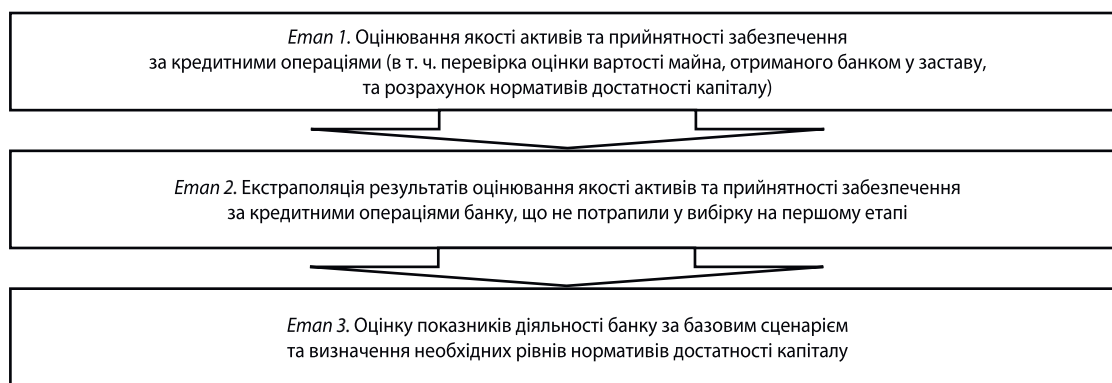 Етап 1. Оцінювання якості активів та прийнятності забезпечення
за кредитними операціями (в т. ч. перевірка оцінки вартості майна, отриманого банком у заставу,
та розрахунок нормативів достатності капіталу)
Етап 2. Екстраполяція результатів оцінювання якості активів та прийнятності забезпечення
за кредитними операціями банку, що не потрапили у вибірку на першому етапі
Етап 3. Оцінку показників діяльності банку за базовим сценарієм
та визначення необхідних рівнів нормативів достатності капіталу